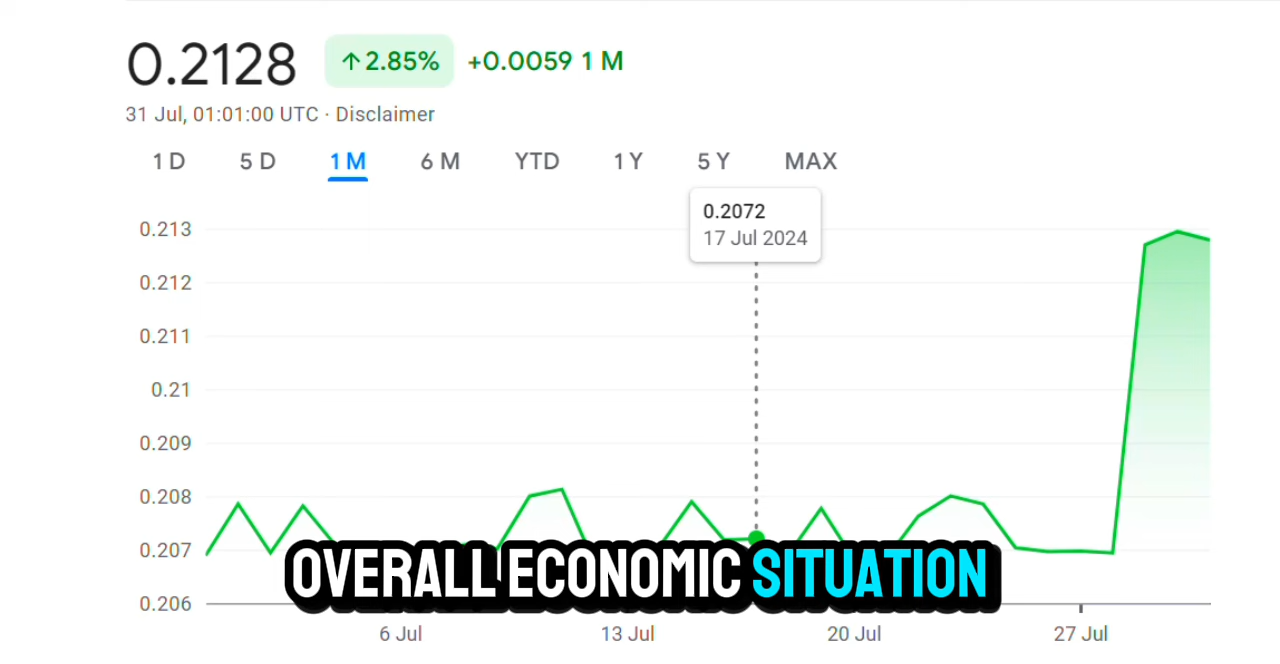 0.2128 ↑2.85% +0.0059 1 M
31 Jul, 01:01:00 UTC · Disclaimer
1 D 5 D 1 M 6 M YTD 1 Y 5 Y MAX
0.2072
17 Jul 2024
0.213
0.212
0.211
0.21
0.209
0.208
0.207
0.206
OVERALL ECONOMIC SITUATION
6 Jul 13 Jul 20 Jul 27 Jul